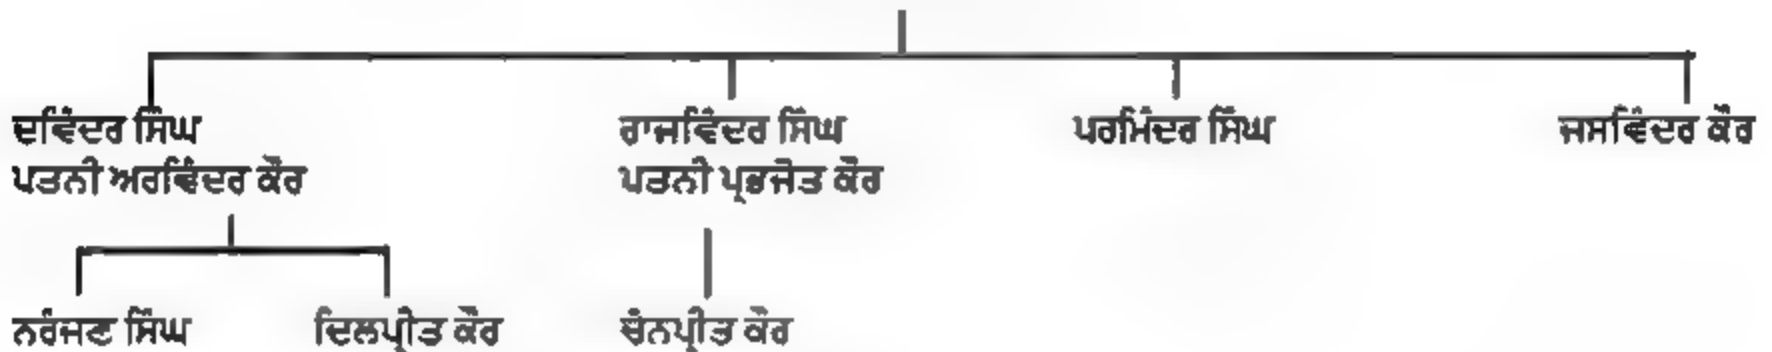 ਦਵਿੰਦਰ ਸਿੰਘ ਰਾਜਵਿੰਦਰ ਸਿੰਘ ਪਰਮਿੰਦਰ ਸਿੰਘ ਜਸਵਿੰਦਰ ਕੌਰ
ਪਤਨੀ ਅਰਵਿੰਦਰ ਕੌਰ ਪਤਨੀ ਪ੍ਰਭਜੋਤ ਕੌਰ
ਨਰੰਜਣ ਸਿੰਘ ਦਿਲਪ੍ਰੀਤ ਕੌਰ ਚੰਨਪ੍ਰੀਤ ਕੌਰ